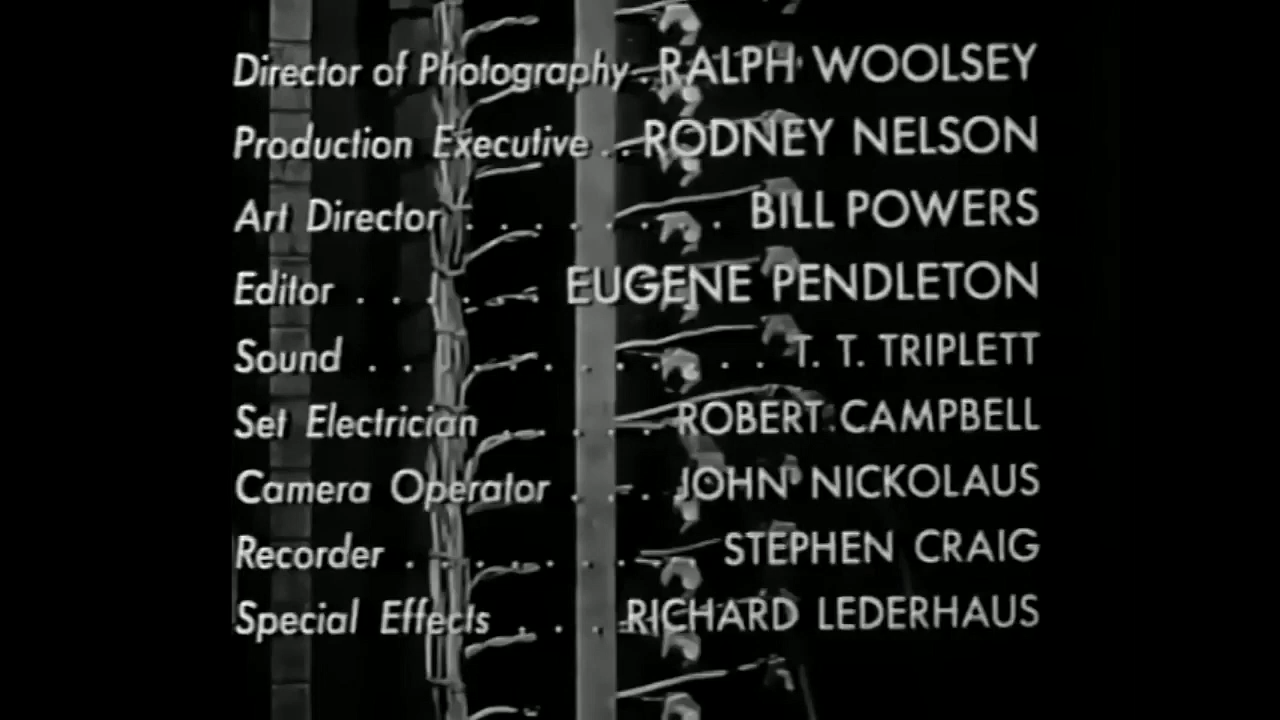 Director of Photography . RALPH WOOLSEY
Production Executive . . RODNEY NELSON
Art Director . . . . . . . . BILL POWERS
Editor . . . . . . EUGENE PENDLETON
Sound . . . . . . . . . . . . T. T. TRIPLETT
Set Electrician . . . . . ROBERT CAMPBELL
Camera Operator . . . JOHN NICKOLAUS
Recorder . . . . . . . . STEPHEN CRAIG
Special Effects . . . RICHARD LEDERHAUS